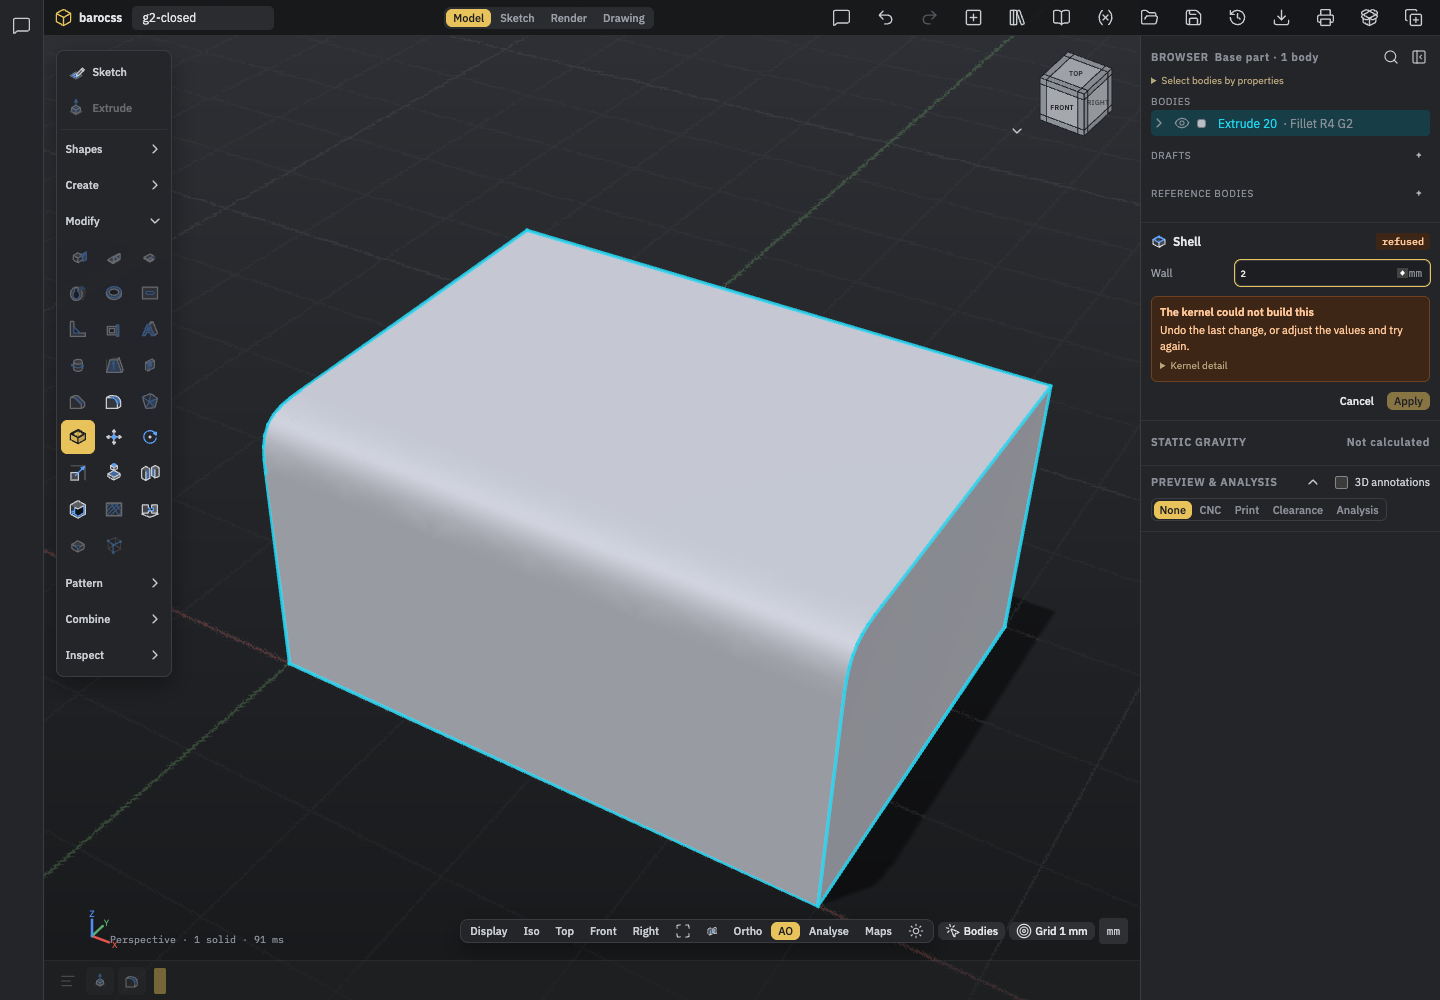 barocss
g2-closed
Model
Sketch
Render
Drawing
Sketch
Extrude
Shapes
Create
Modify
Pattern
Combine
Inspect
TOP
FRONT
RIGHT
BROWSER Base part · 1 body
Select bodies by properties
BODIES
Extrude 20 · Fillet R4 G2
DRAFTS
REFERENCE BODIES
Shell
refused
Wall
2
mm
The kernel could not build this
Undo the last change, or adjust the values and try
again.
Kernel detail
Cancel
Apply
STATIC GRAVITY
Not calculated
PREVIEW & ANALYSIS
3D annotations
None
CNC
Print
Clearance
Analysis
Z
Y
X
Perspective · 1 solid · 91 ms
Display
Iso
Top
Front
Right
Ortho
AO
Analyse
Maps
Bodies
Grid 1 mm
mm